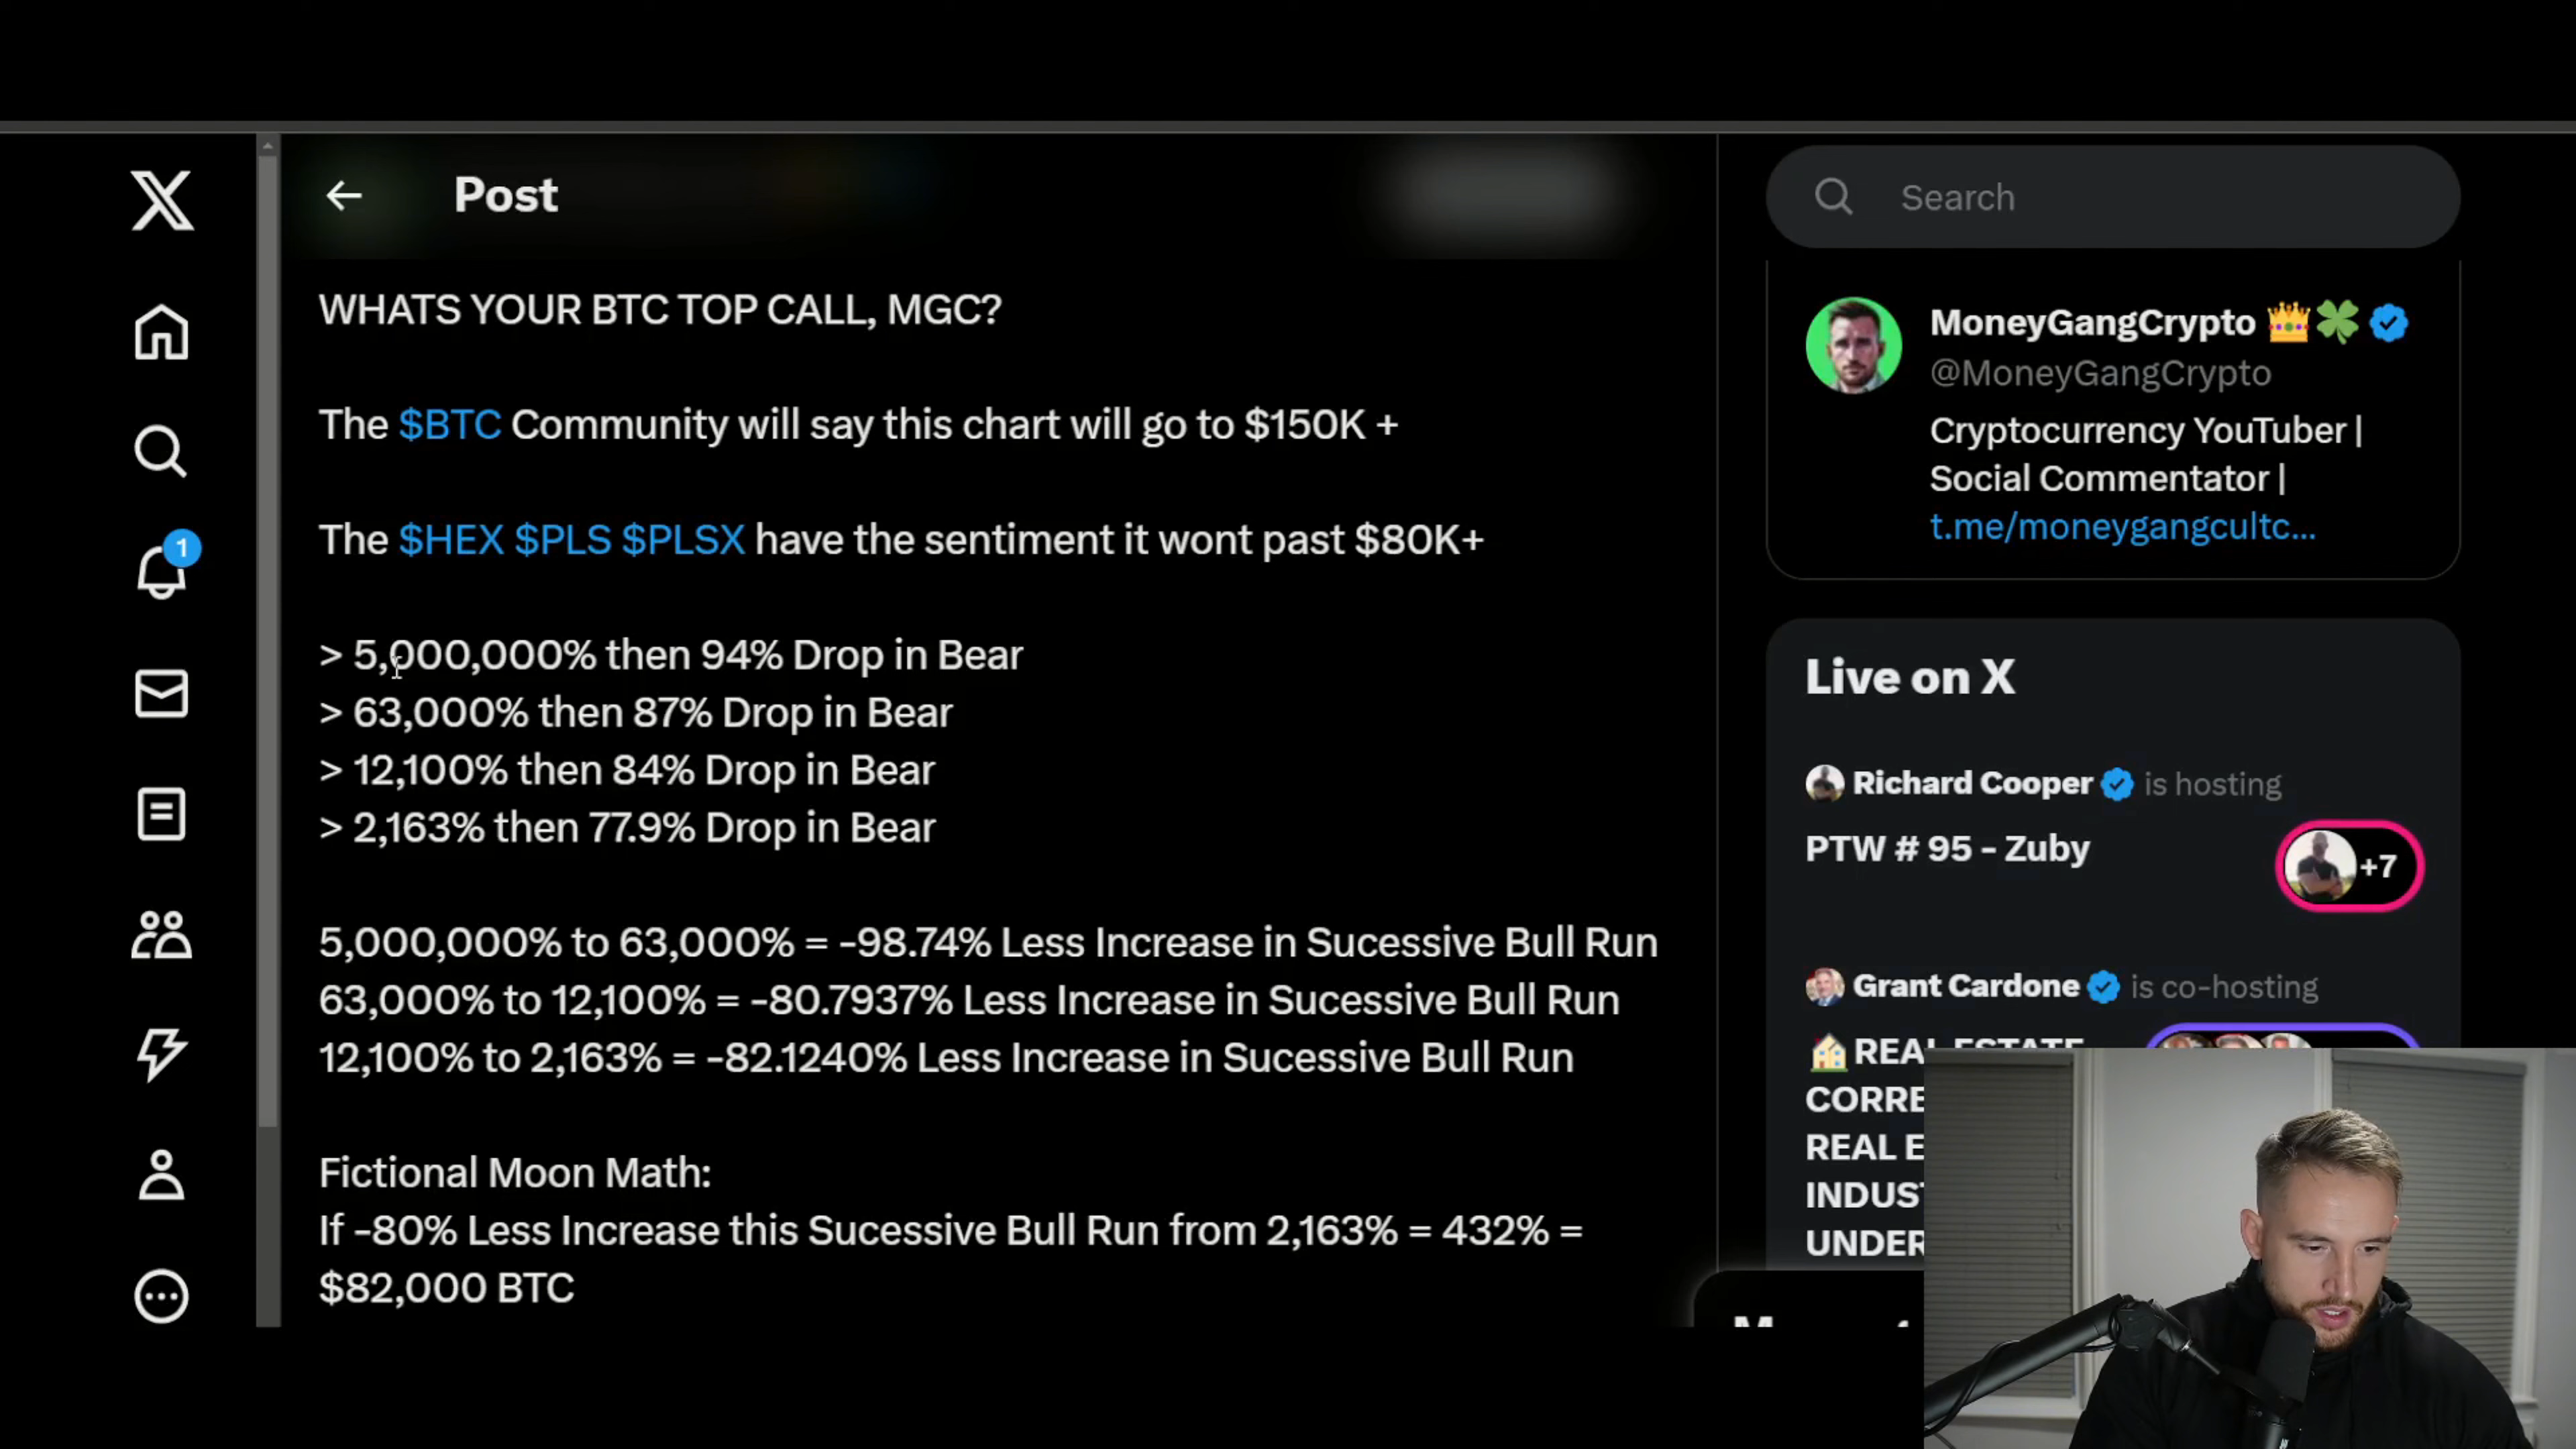 Post
WHATS YOUR BTC TOP CALL, MGC?
The $BTC Community will say this chart will go to $150K +
The $HEX $PLS $PLSX have the sentiment it wont past $80K+
> 5,000,000% then 94% Drop in Bear
> 63,000% then 87% Drop in Bear
> 12,100% then 84% Drop in Bear
> 2,163% then 77.9% Drop in Bear
5,000,000% to 63,000% = -98.74% Less Increase in Sucessive Bull Run
63,000% to 12,100% = -80.7937% Less Increase in Sucessive Bull Run
12,100% to 2,163% = -82.1240% Less Increase in Sucessive Bull Run
Fictional Moon Math:
If -80% Less Increase this Sucessive Bull Run from 2,163% = 432% =
$82,000 BTC
1
Search
MoneyGangCrypto
@MoneyGangCrypto
Cryptocurrency YouTuber |
Social Commentator |
t.me/moneygangcultc...
Live on X
Richard Cooper is hosting
PTW # 95 - Zuby
+7
Grant Cardone is co-hosting
REAL ESTATE
CORRE
REAL E
INDUST
UNDER